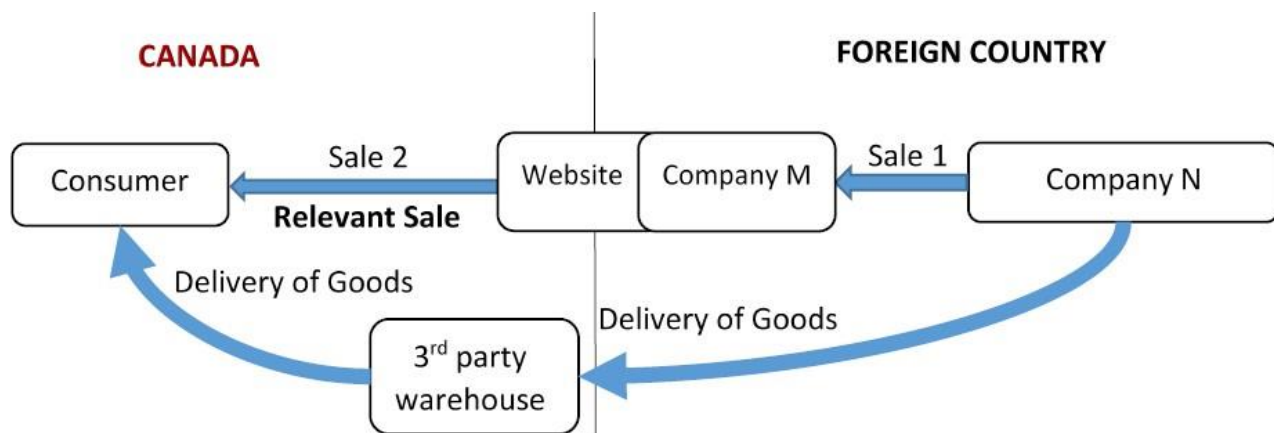 CANADA
FOREIGN COUNTRY
Consumer
Sale 2
Relevant Sale
Website
Company M
Sale 1
Company N
Delivery of Goods
Delivery of Goods
3rd party
warehouse